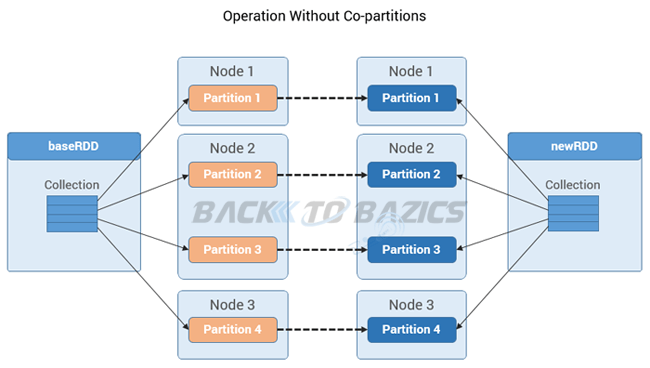 Operation Without Co-partitions
Node 1
Partition 1
Node 1
Partition 1
baseRDD
Collection
Node 2
Partition 2
Partition 3
Node 2
Partition 2
Partition 3
newRDD
Collection
BACK TO BAZICS
Node 3
Partition 4
Node 3
Partition 4